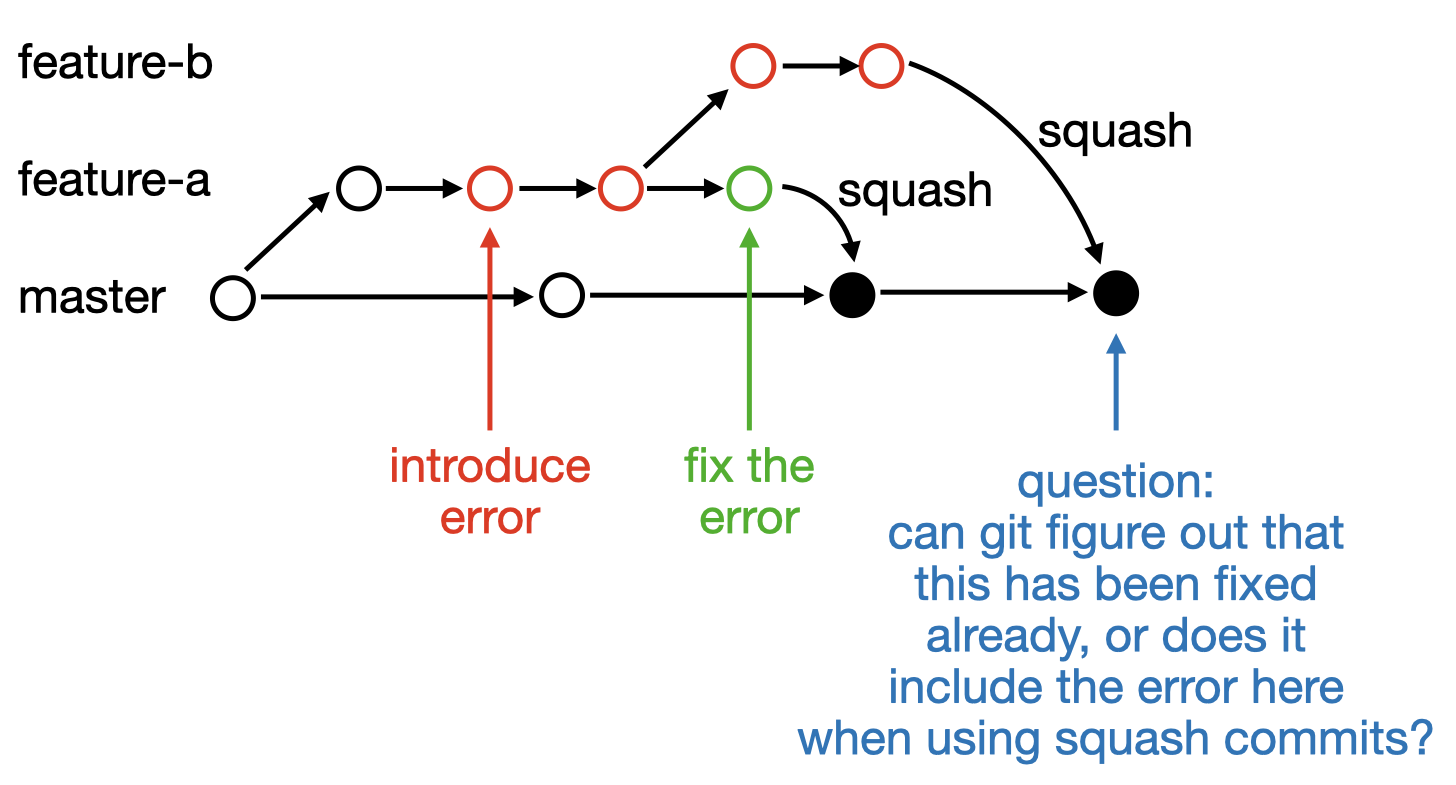 feature-b
squash
feature-a
squash
master
introduce
error
fix the
error
question:
can git figure out that
this has been fixed
already, or does it
include the error here
when using squash commits?